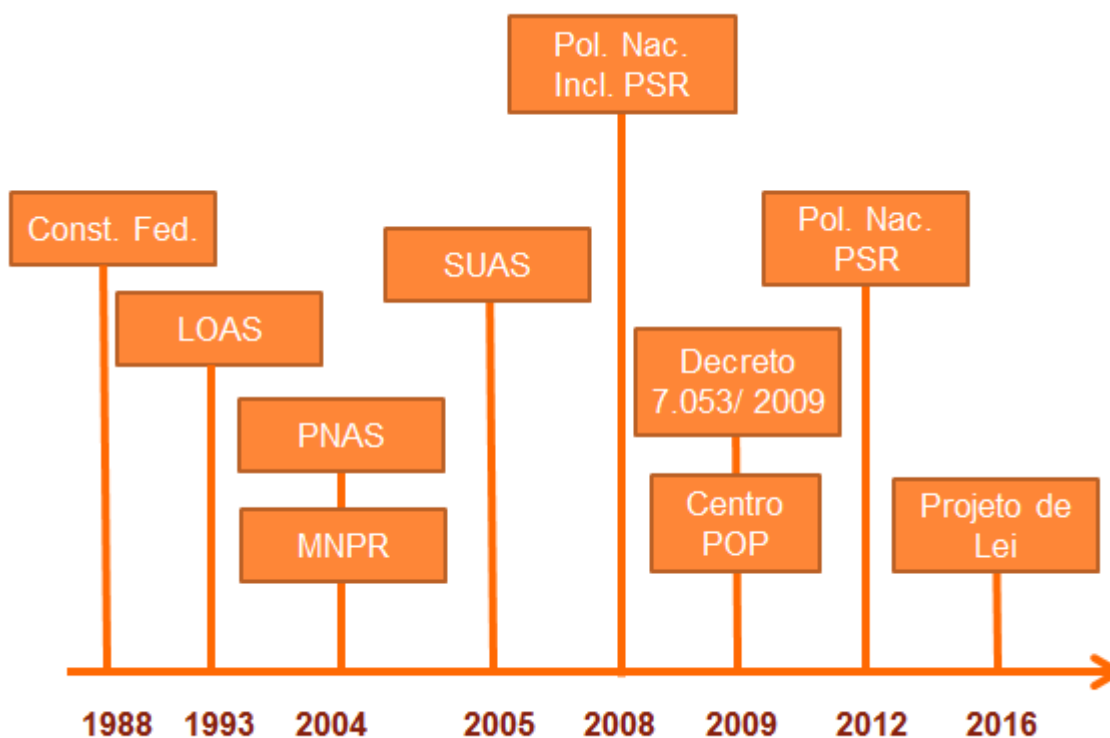 Pol. Nac.
Incl. PSR
Const. Fed.
Pol. Nac.
PSR
SUAS
LOAS
Decreto
7.053/ 2009
PNAS
Centro
POP
Projeto de
Lei
MNPR
1988
1993
2004
2005
2008
2009
2012
2016